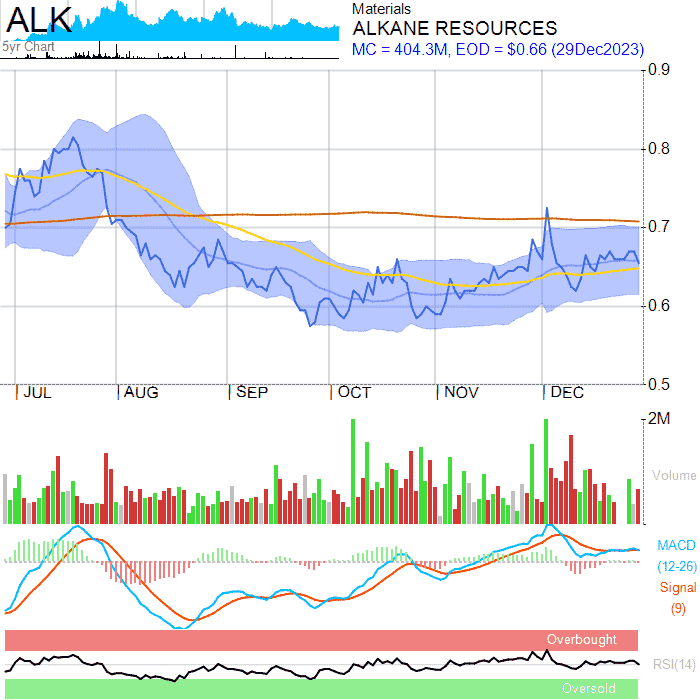 ALK
5yr Chart
Materials
ALKANE RESOURCES
MC = 404.3M, EOD = $0.66 (29Dec2023)
0.9
0.8
0.7
0.6
0.5
JUL AUG SEP OCT NOV DEC
2M
Volume
MACD
(12-26)
Signal
(9)
Overbought
RSI(14)
Oversold